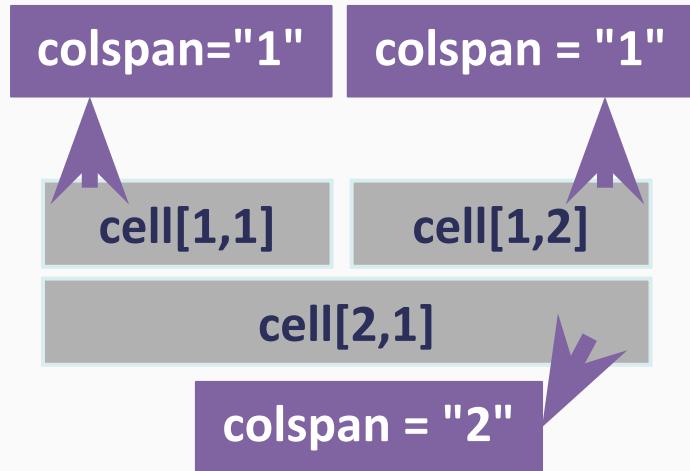 colspan="1"
colspan = "1"
cell[1,1]
cell[1,2]
cell[2,1]
colspan = "2"